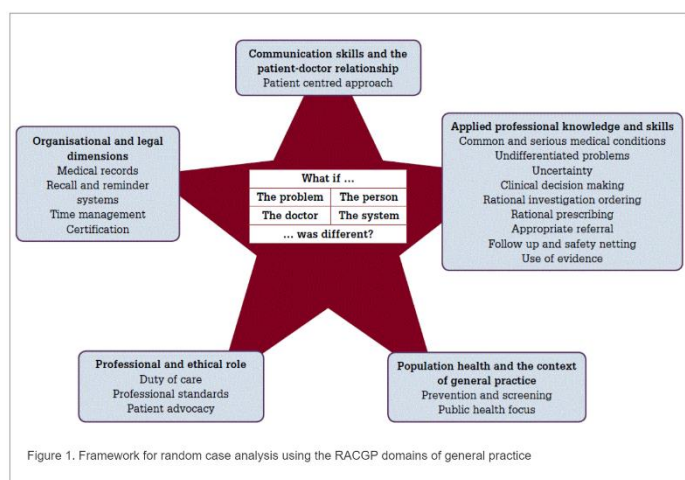 Communication skills and the
patient-doctor relationship
Patient centred approach
Organisational and legal
dimensions
Medical records
Recall and reminder
systems
Time management
Certification
What if ...
The problem
The person
The doctor
The system
... was different?
Applied professional knowledge and skills
Common and serious medical conditions
Undifferentiated problems
Uncertainty
Clinical decision making
Rational investigation ordering
Rational prescribing
Appropriate referral
Follow up and safety netting
Use of evidence
Professional and ethical role
Duty of care
Professional standards
Patient advocacy
Population health and the context
of general practice
Prevention and screening
Public health focus
Figure 1. Framework for random case analysis using the RACGP domains of general practice